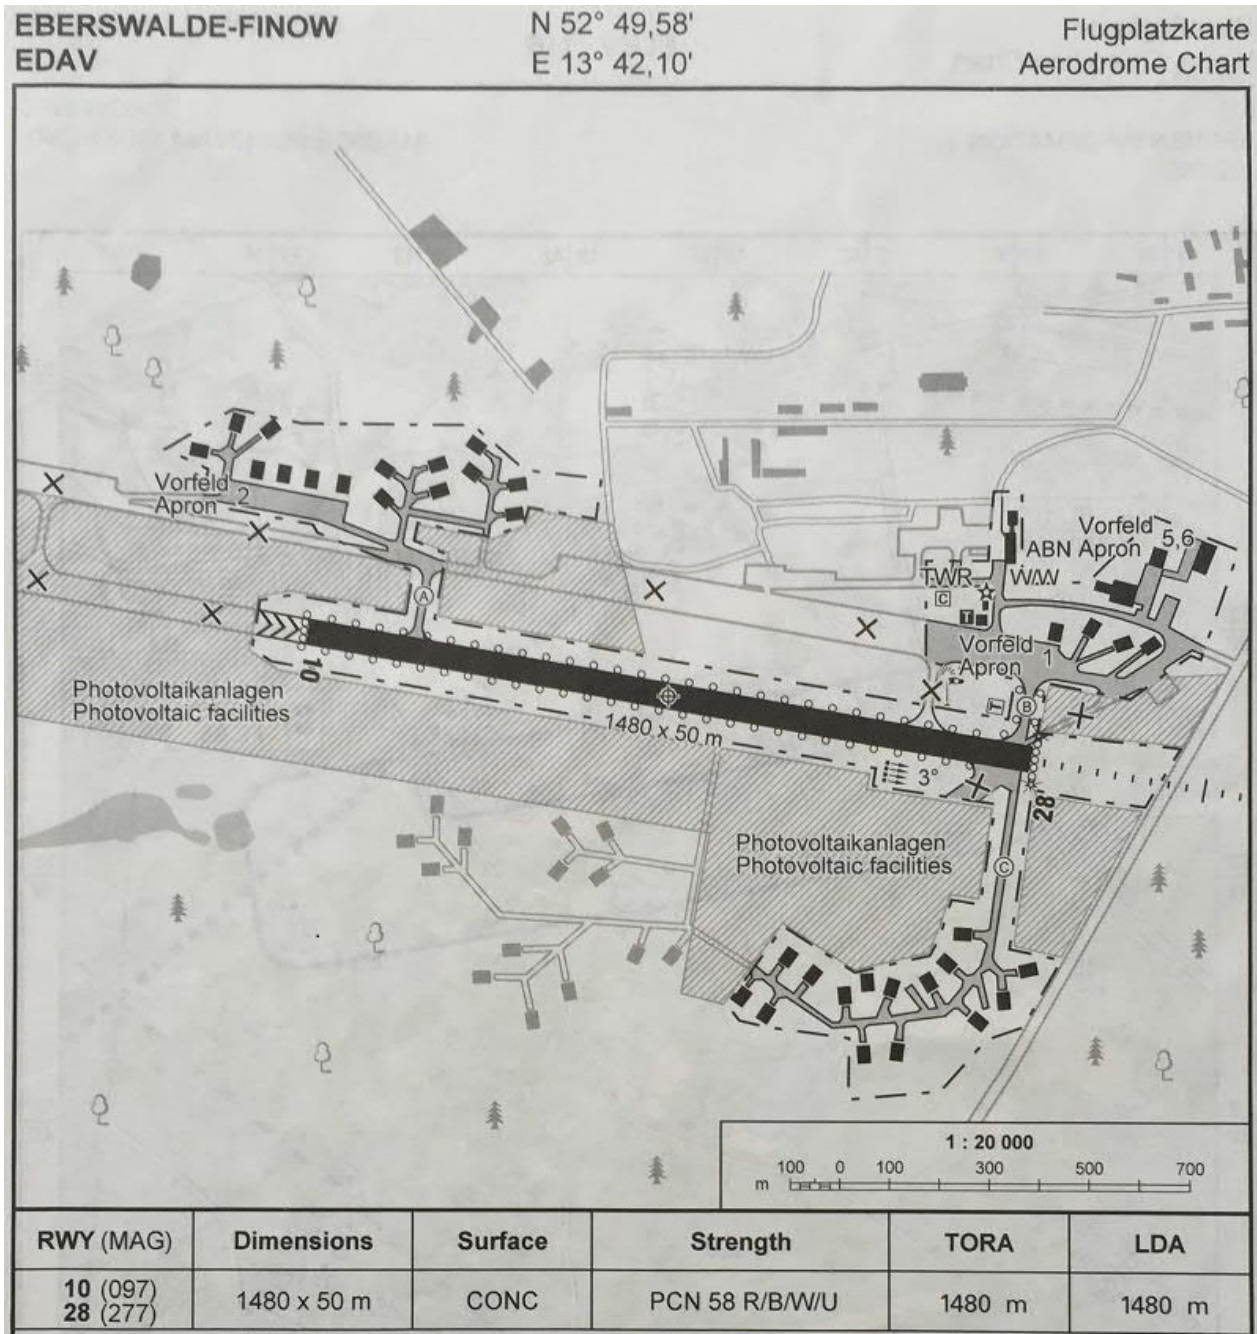 EBERSWALDE-FINOW
EDAV
N 52° 49,58'
E 13° 42,10'
Flugplatzkarte
Aerodrome Chart
Vorfeld
Apron 2
Vorfeld
Apron 5,6
ABN
TWR
W/W
C
T
Vorfeld
Apron 1
A
B
T
10
Photovoltaikanlagen
Photovoltaic facilities
1480 x 50 m
3°
28
Photovoltaikanlagen
Photovoltaic facilities
C
1 : 20 000
100 0 100 300 500 700
m
RWY (MAG) Dimensions Surface Strength TORA LDA
10 (097)
28 (277)
1480 x 50 m CONC PCN 58 R/B/W/U 1480 m 1480 m